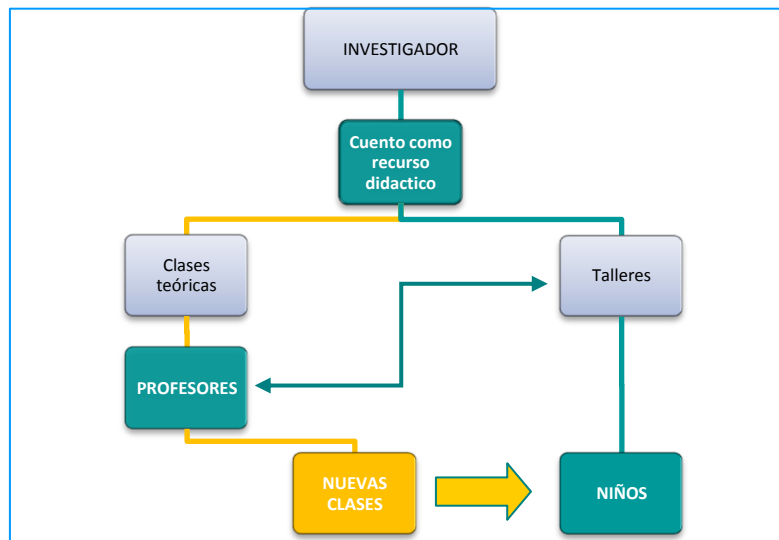 INVESTIGADOR
Cuento como
recurso
didactico
Clases
teóricas
Talleres
PROFESORES
NUEVAS
CLASES
NIÑOS